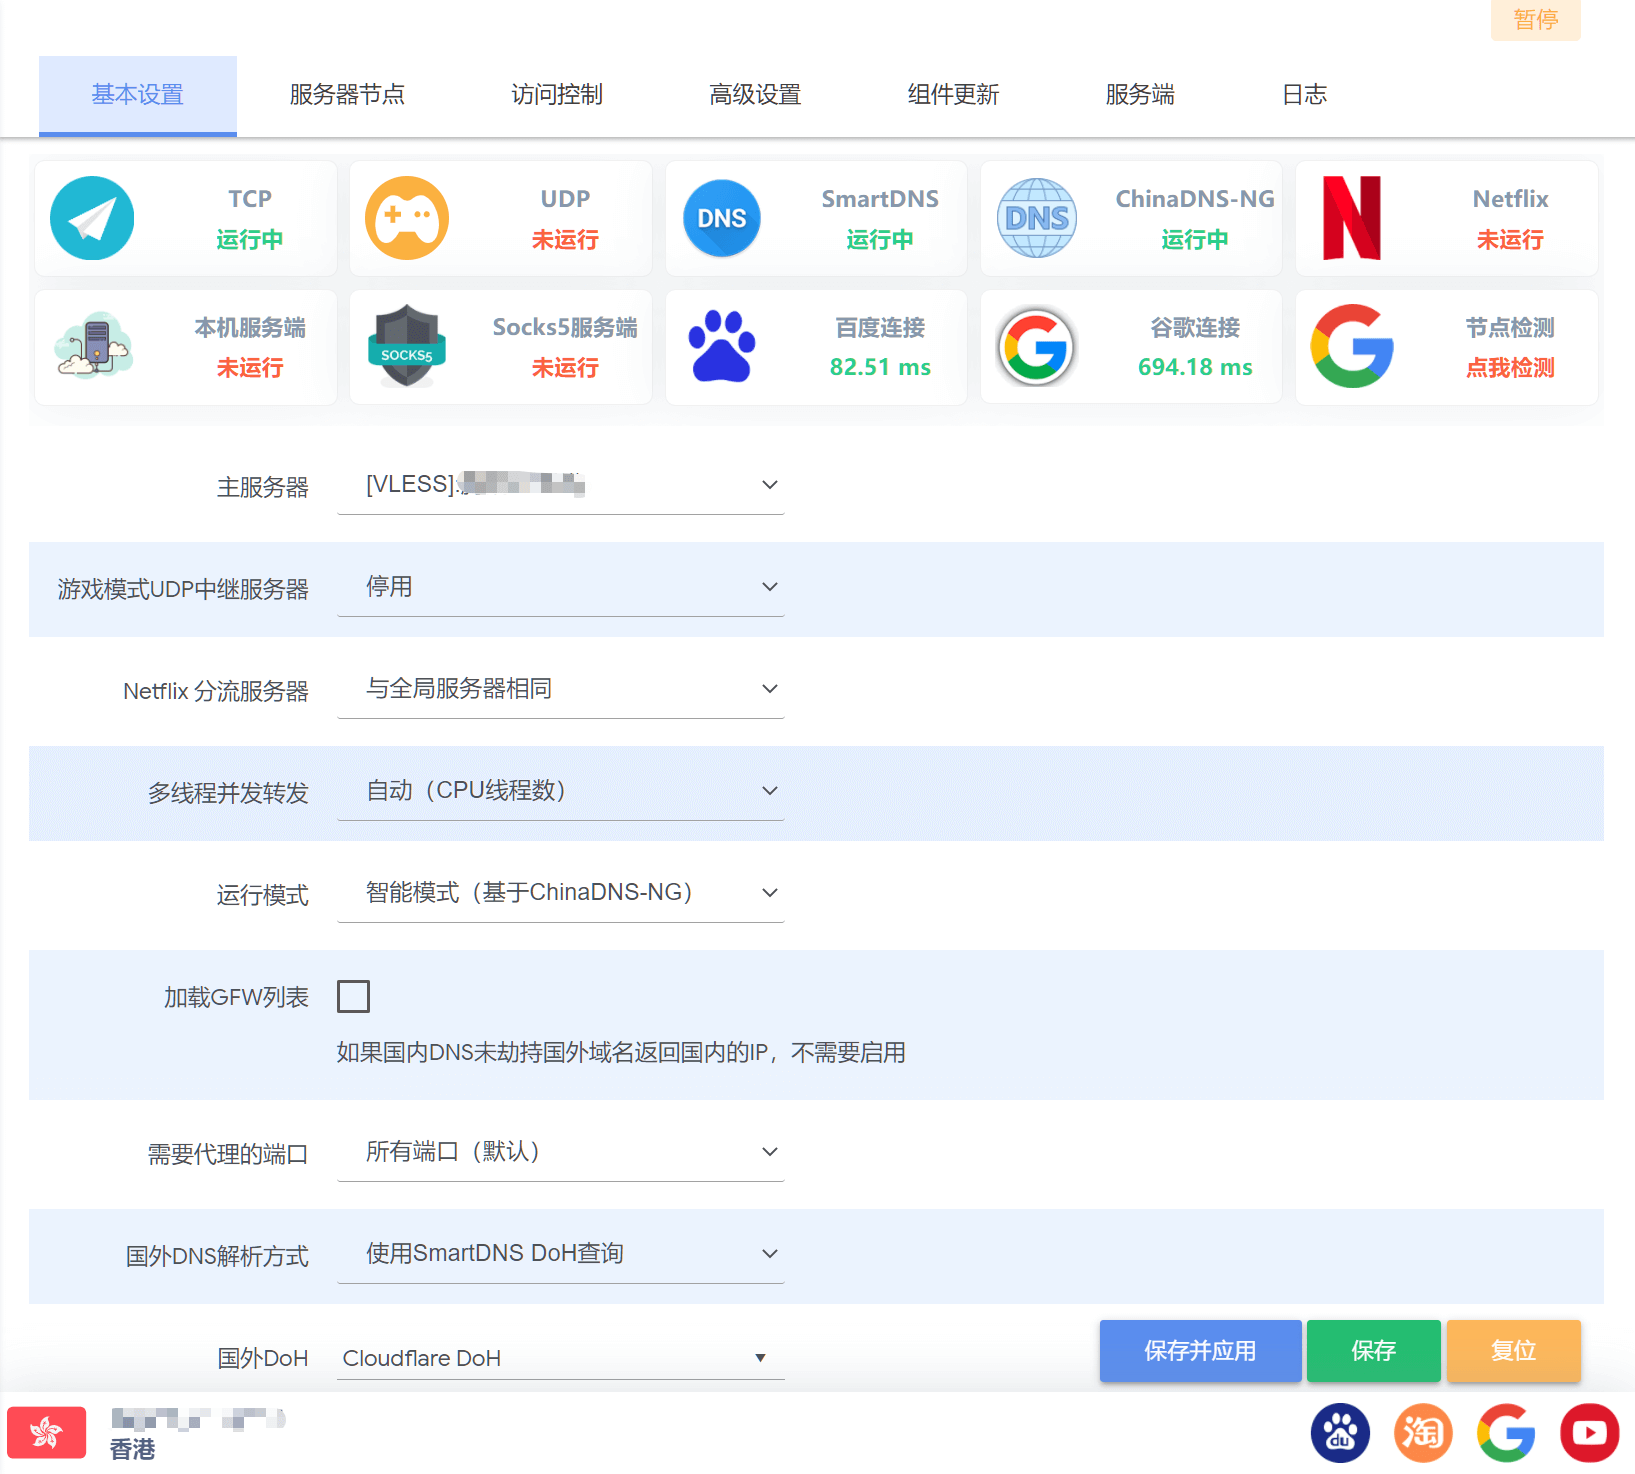 暂停
基本设置 服务器节点 访问控制 高级设置 组件更新 服务端 日志
TCP
运行中
UDP
未运行
DNS
SmartDNS
运行中
DNS
ChinaDNS-NG
运行中
Netflix
未运行
本机服务端
未运行
SOCKS5
Socks5服务端
未运行
百度连接
82.51 ms
谷歌连接
694.18 ms
节点检测
点我检测
主服务器 [VLESS]:
游戏模式UDP中继服务器 停用
Netflix 分流服务器 与全局服务器相同
多线程并发转发 自动（CPU线程数）
运行模式 智能模式（基于ChinaDNS-NG）
加载GFW列表
如果国内DNS未劫持国外域名返回国内的IP，不需要启用
需要代理的端口 所有端口（默认）
国外DNS解析方式 使用SmartDNS DoH查询
国外DoH Cloudflare DoH
保存并应用 保存 复位
香港
du 淘